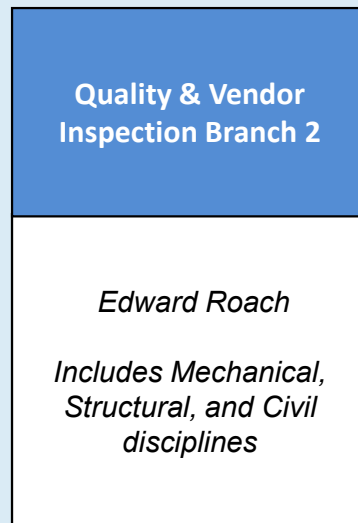 Quality & Vendor
Inspection Branch 2
Edward Roach
Includes Mechanical,
Structural, and Civil
disciplines